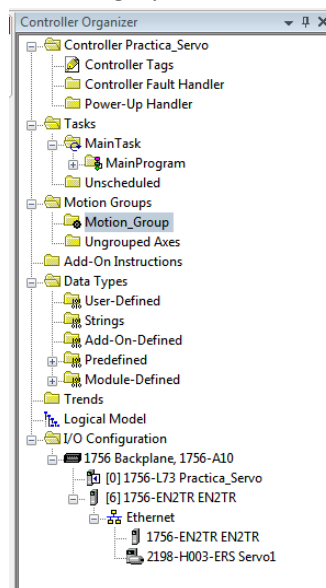 Controller Organizer
Controller Practica_Servo
Controller Tags
Controller Fault Handler
Power-Up Handler
Tasks
MainTask
MainProgram
Unscheduled
Motion Groups
Motion_Group
Ungrouped Axes
Add-On Instructions
Data Types
User-Defined
Strings
Add-On-Defined
Predefined
Module-Defined
Trends
Logical Model
I/O Configuration
1756 Backplane, 1756-A10
[0] 1756-L73 Practica_Servo
[6] 1756-EN2TR EN2TR
Ethernet
1756-EN2TR EN2TR
2198-H003-ERS Servo1